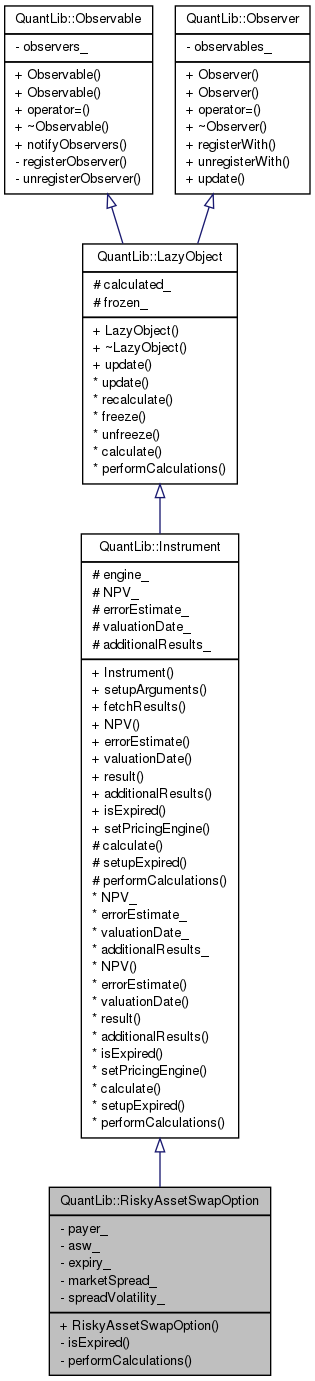 QuantLib::Observable
- observers_
+ Observable()
+ Observable()
+ operator=()
+ ~Observable()
+ notifyObservers()
- registerObserver()
- unregisterObserver()
QuantLib::Observer
- observables_
+ Observer()
+ Observer()
+ operator=()
+ ~Observer()
+ registerWith()
+ unregisterWith()
+ update()
QuantLib::LazyObject
# calculated_
# frozen_
+ LazyObject()
+ ~LazyObject()
+ update()
* update()
* recalculate()
* freeze()
* unfreeze()
* calculate()
* performCalculations()
QuantLib::Instrument
# engine_
# NPV_
# errorEstimate_
# valuationDate_
# additionalResults_
+ Instrument()
+ setupArguments()
+ fetchResults()
+ NPV()
+ errorEstimate()
+ valuationDate()
+ result()
+ additionalResults()
+ isExpired()
+ setPricingEngine()
# calculate()
# setupExpired()
# performCalculations()
* NPV_
* errorEstimate_
* valuationDate_
* additionalResults_
* NPV()
* errorEstimate()
* valuationDate()
* result()
* additionalResults()
* isExpired()
* setPricingEngine()
* calculate()
* setupExpired()
* performCalculations()
QuantLib::RiskyAssetSwapOption
- payer_
- asw_
- expiry_
- marketSpread_
- spreadVolatility_
+ RiskyAssetSwapOption()
- isExpired()
- performCalculations()